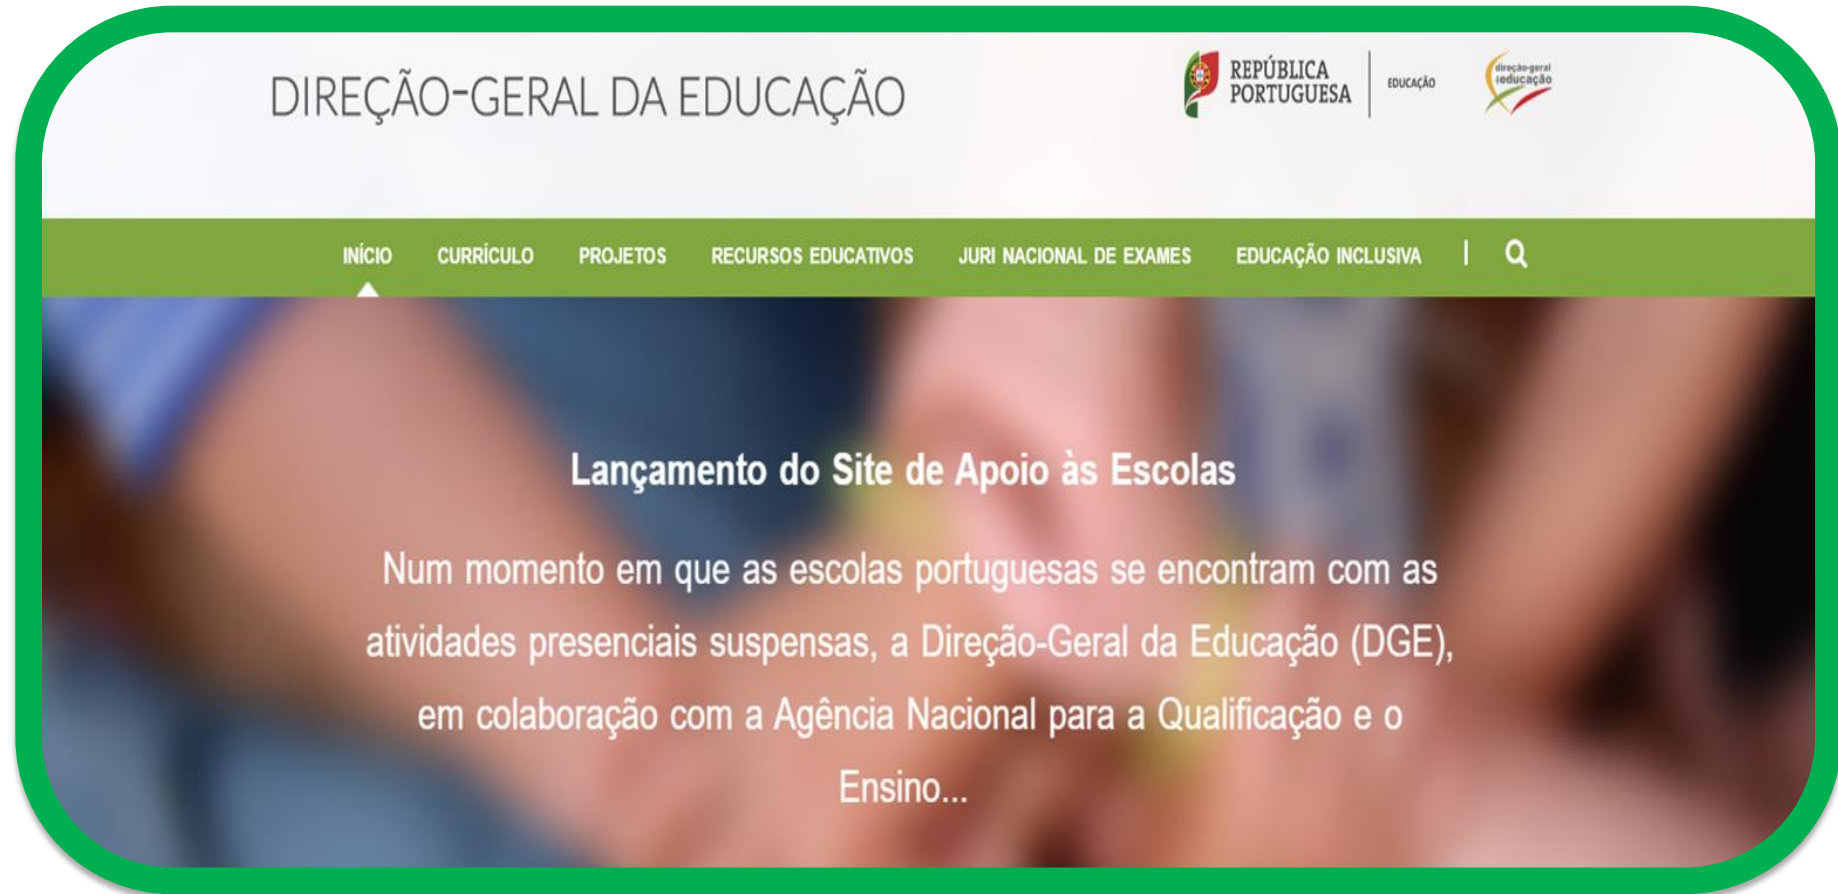 DIREÇÃO-GERAL DA EDUCAÇÃO
REPÚBLICA
PORTUGUESA
EDUCAÇÃO
direção-geral
educação
INÍCIO CURRÍCULO PROJETOS RECURSOS EDUCATIVOS JURI NACIONAL DE EXAMES EDUCAÇÃO INCLUSIVA |
Lançamento do Site de Apoio às Escolas
Num momento em que as escolas portuguesas se encontram com as
atividades presenciais suspensas, a Direção-Geral da Educação (DGE),
em colaboração com a Agência Nacional para a Qualificação e o
Ensino...